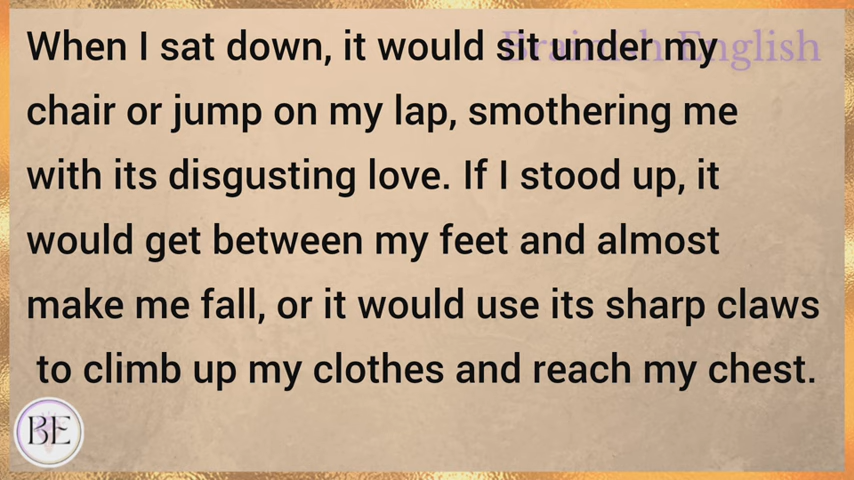 Brainish English
When I sat down, it would sit under my
chair or jump on my lap, smothering me
with its disgusting love. If I stood up, it
would get between my feet and almost
make me fall, or it would use its sharp claws
to climb up my clothes and reach my chest.
BE